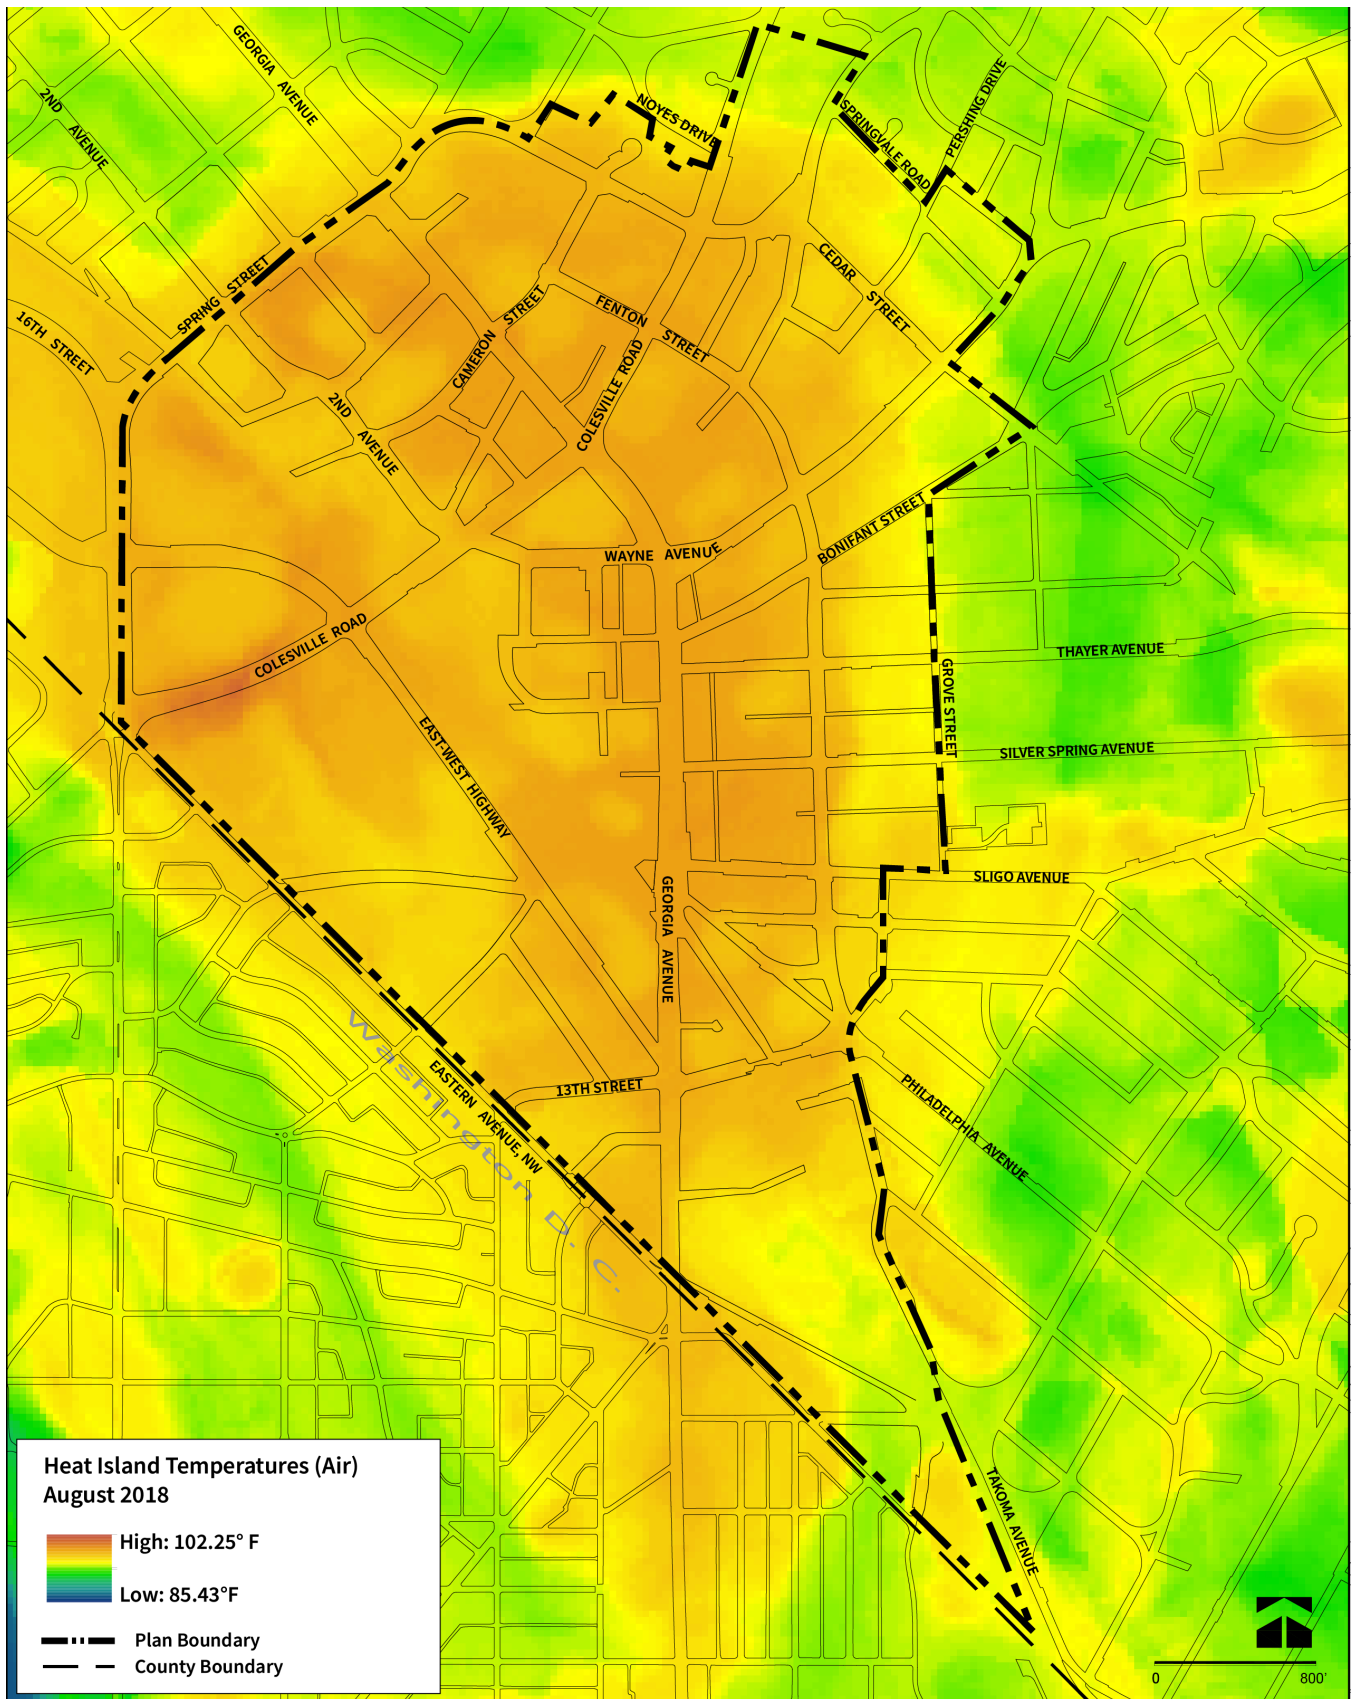 GEORGIA AVENUE
2ND AVENUE
NOYES DRIVE
SPRINGVALE ROAD
PERSHING DRIVE
SPRING STREET
16TH STREET
CEDAR STREET
CAMERON STREET
FENTON STREET
COLESVILLE ROAD
2ND AVENUE
WAYNE AVENUE
BONIFANT STREET
COLESVILLE ROAD
THAYER AVENUE
GROVE STREET
EAST-WEST HIGHWAY
SILVER SPRING AVENUE
SLIGO AVENUE
GEORGIA AVENUE
Washington D. C.
EASTERN AVENUE, NW
13TH STREET
PHILADELPHIA AVENUE
TAKOMA AVENUE
Heat Island Temperatures (Air)
August 2018
High: 102.25° F
Low: 85.43°F
Plan Boundary
County Boundary
0 800'